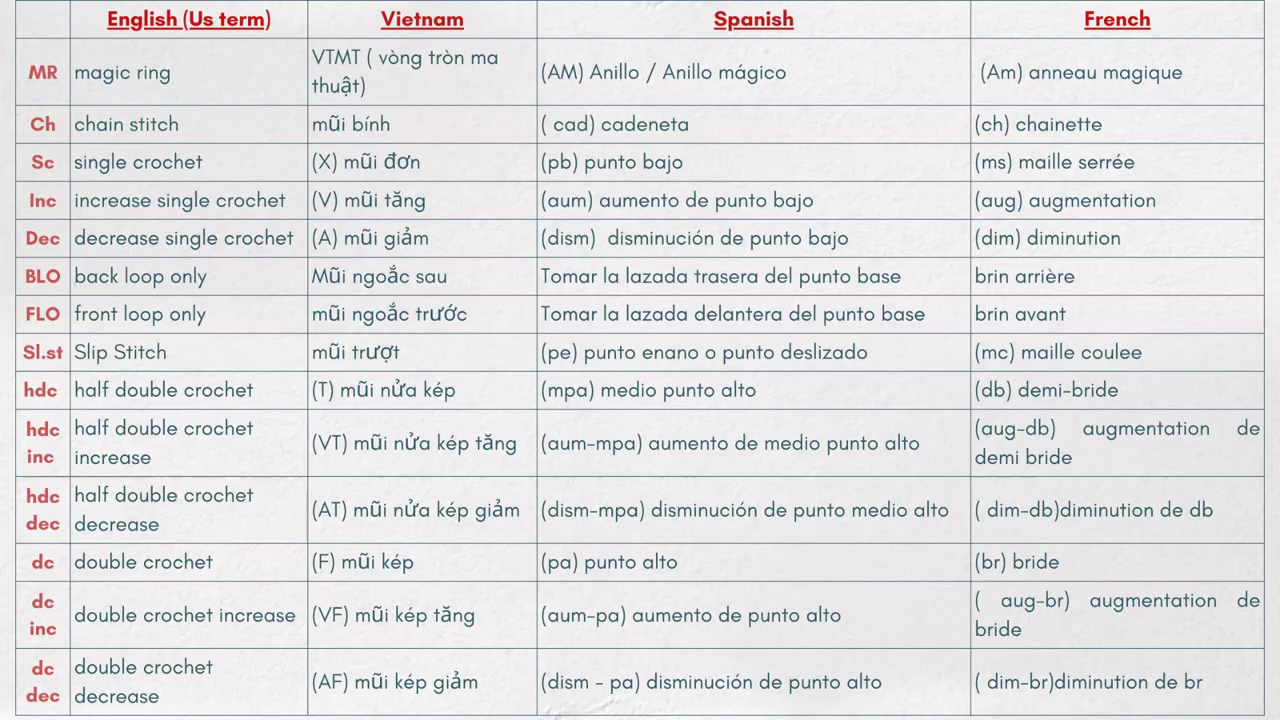 English (Us term) Vietnam Spanish French
MR magic ring VTMT ( vòng tròn ma thuật) (AM) Anillo / Anillo mágico (Am) anneau magique
Ch chain stitch mũi bính ( cad) cadeneta (ch) chainette
Sc single crochet (X) mũi đơn (pb) punto bajo (ms) maille serrée
Inc increase single crochet (V) mũi tăng (aum) aumento de punto bajo (aug) augmentation
Dec decrease single crochet (A) mũi giảm (dism) disminución de punto bajo (dim) diminution
BLO back loop only Mũi ngoắc sau Tomar la lazada trasera del punto base brin arrière
FLO front loop only mũi ngoắc trước Tomar la lazada delantera del punto base brin avant
Sl.st Slip Stitch mũi trượt (pe) punto enano o punto deslizado (mc) maille coulee
hdc half double crochet (T) mũi nửa kép (mpa) medio punto alto (db) demi-bride
hdc inc half double crochet increase (VT) mũi nửa kép tăng (aum-mpa) aumento de medio punto alto (aug-db) augmentation de demi bride
hdc dec half double crochet decrease (AT) mũi nửa kép giảm (dism-mpa) disminución de punto medio alto ( dim-db)diminution de db
dc double crochet (F) mũi kép (pa) punto alto (br) bride
dc inc double crochet increase (VF) mũi kép tăng (aum-pa) aumento de punto alto ( aug-br) augmentation de bride
dc dec double crochet decrease (AF) mũi kép giảm (dism - pa) disminución de punto alto ( dim-br)diminution de br